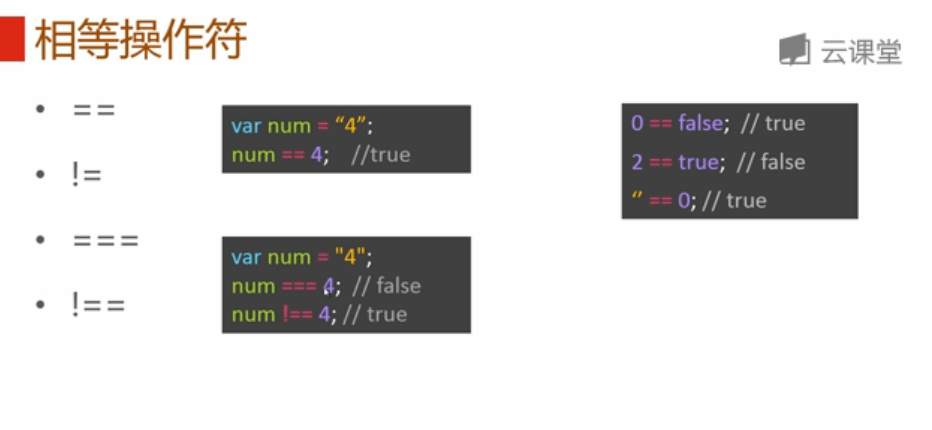 相等操作符
云课堂
• ==
• !=
• ===
• !==
var num = “4”;
num == 4; //true
var num = "4";
num === 4; // false
num !== 4; // true
0 == false; // true
2 == true; // false
‘’ == 0; // true